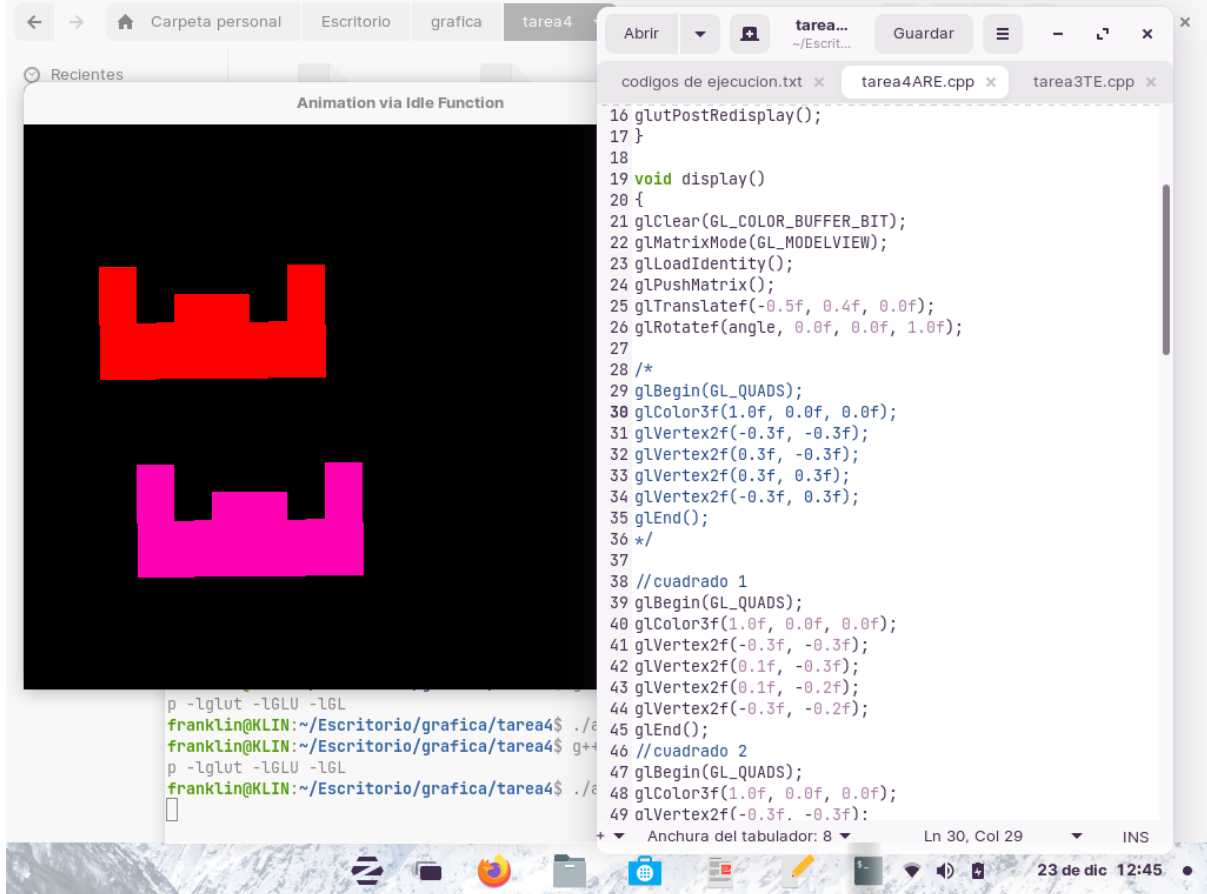 Carpeta personal Escritorio grafica tarea4
Recientes
Animation via Idle Function
Abrir tarea... Guardar
~/Escrit...
codigos de ejecucion.txt tarea4ARE.cpp tarea3TE.cpp
16 glutPostRedisplay();
17 }
18
19 void display()
20 {
21 glClear(GL_COLOR_BUFFER_BIT);
22 glMatrixMode(GL_MODELVIEW);
23 glLoadIdentity();
24 glPushMatrix();
25 glTranslatef(-0.5f, 0.4f, 0.0f);
26 glRotatef(angle, 0.0f, 0.0f, 1.0f);
27
28 /*
29 glBegin(GL_QUADS);
30 glColor3f(1.0f, 0.0f, 0.0f);
31 glVertex2f(-0.3f, -0.3f);
32 glVertex2f(0.3f, -0.3f);
33 glVertex2f(0.3f, 0.3f);
34 glVertex2f(-0.3f, 0.3f);
35 glEnd();
36 */
37
38 //cuadrado 1
39 glBegin(GL_QUADS);
40 glColor3f(1.0f, 0.0f, 0.0f);
41 glVertex2f(-0.3f, -0.3f);
42 glVertex2f(0.1f, -0.3f);
43 glVertex2f(0.1f, -0.2f);
44 glVertex2f(-0.3f, -0.2f);
45 glEnd();
46 //cuadrado 2
47 glBegin(GL_QUADS);
48 glColor3f(1.0f, 0.0f, 0.0f);
49 glVertex2f(-0.3f, -0.3f);
Anchura del tabulador: 8 Ln 30, Col 29 INS
p -lglut -lGLU -lGL
franklin@KLIN:~/Escritorio/grafica/tarea4$ ./a
franklin@KLIN:~/Escritorio/grafica/tarea4$ g++
p -lglut -lGLU -lGL
franklin@KLIN:~/Escritorio/grafica/tarea4$ ./a
23 de dic 12:45